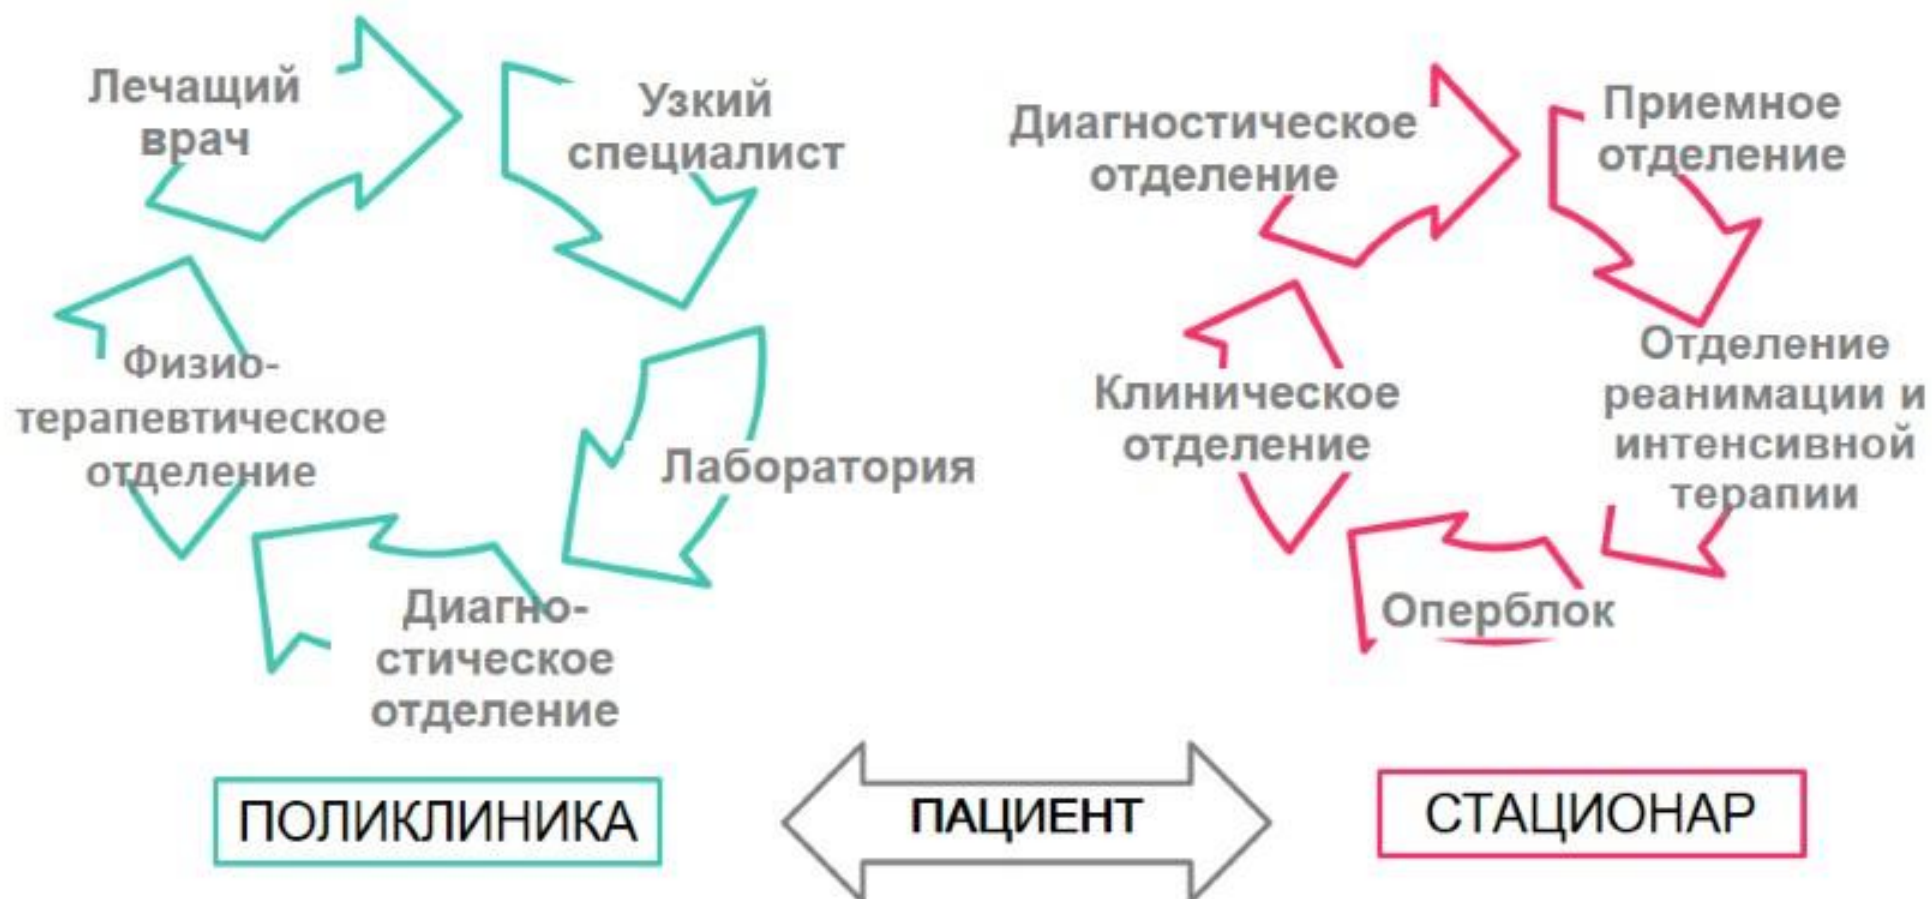 Лечащий
врач
Узкий
специалист
Лаборатория
Диагно-
стическое
отделение
Физио-
терапевтическое
отделение
ПОЛИКЛИНИКА
ПАЦИЕНТ
Диагностическое
отделение
Приемное
отделение
Отделение
реанимации и
интенсивной
терапии
Оперблок
Клиническое
отделение
СТАЦИОНАР